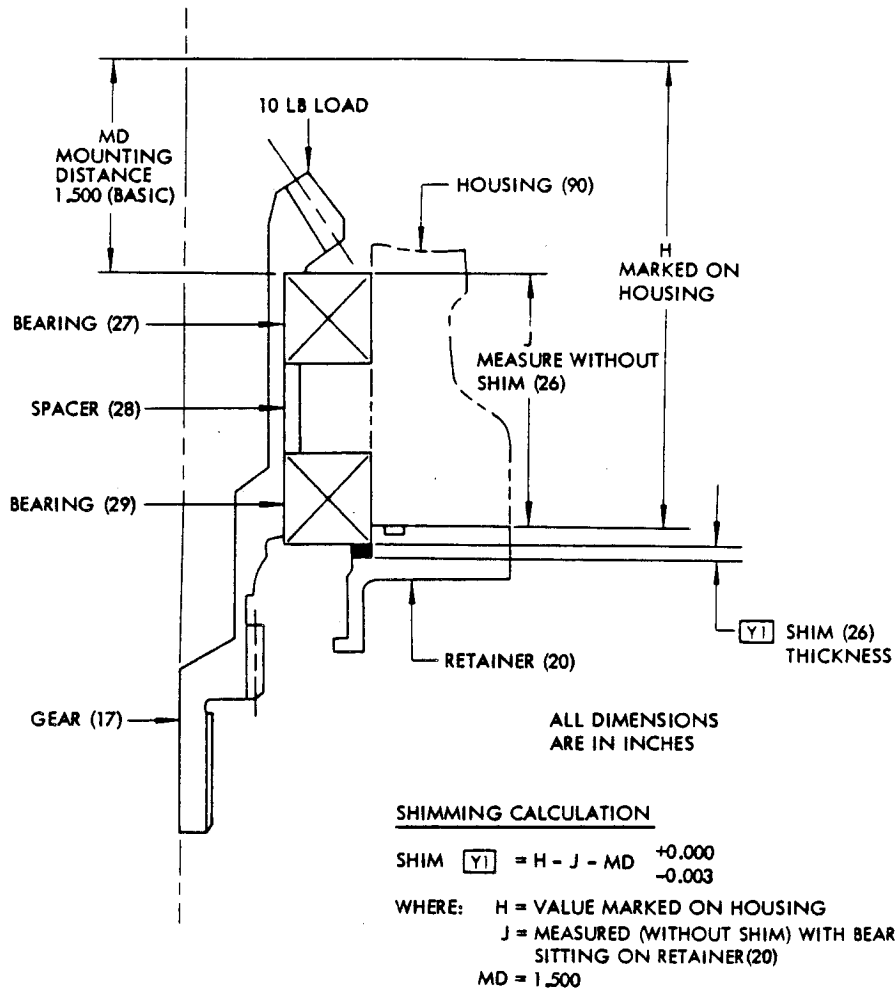 10 LB LOAD
MD
MOUNTING
DISTANCE
1.500 (BASIC)
HOUSING (90)
H
MARKED ON
HOUSING
BEARING (27)
J
MEASURE WITHOUT
SHIM (26)
SPACER (28)
BEARING (29)
Y1 SHIM (26)
THICKNESS
RETAINER (20)
GEAR (17)
ALL DIMENSIONS
ARE IN INCHES
SHIMMING CALCULATION
SHIM Y1 = H - J - MD +0.000
-0.003
WHERE: H = VALUE MARKED ON HOUSING
J = MEASURED (WITHOUT SHIM) WITH BEAR
SITTING ON RETAINER(20)
MD = 1.500